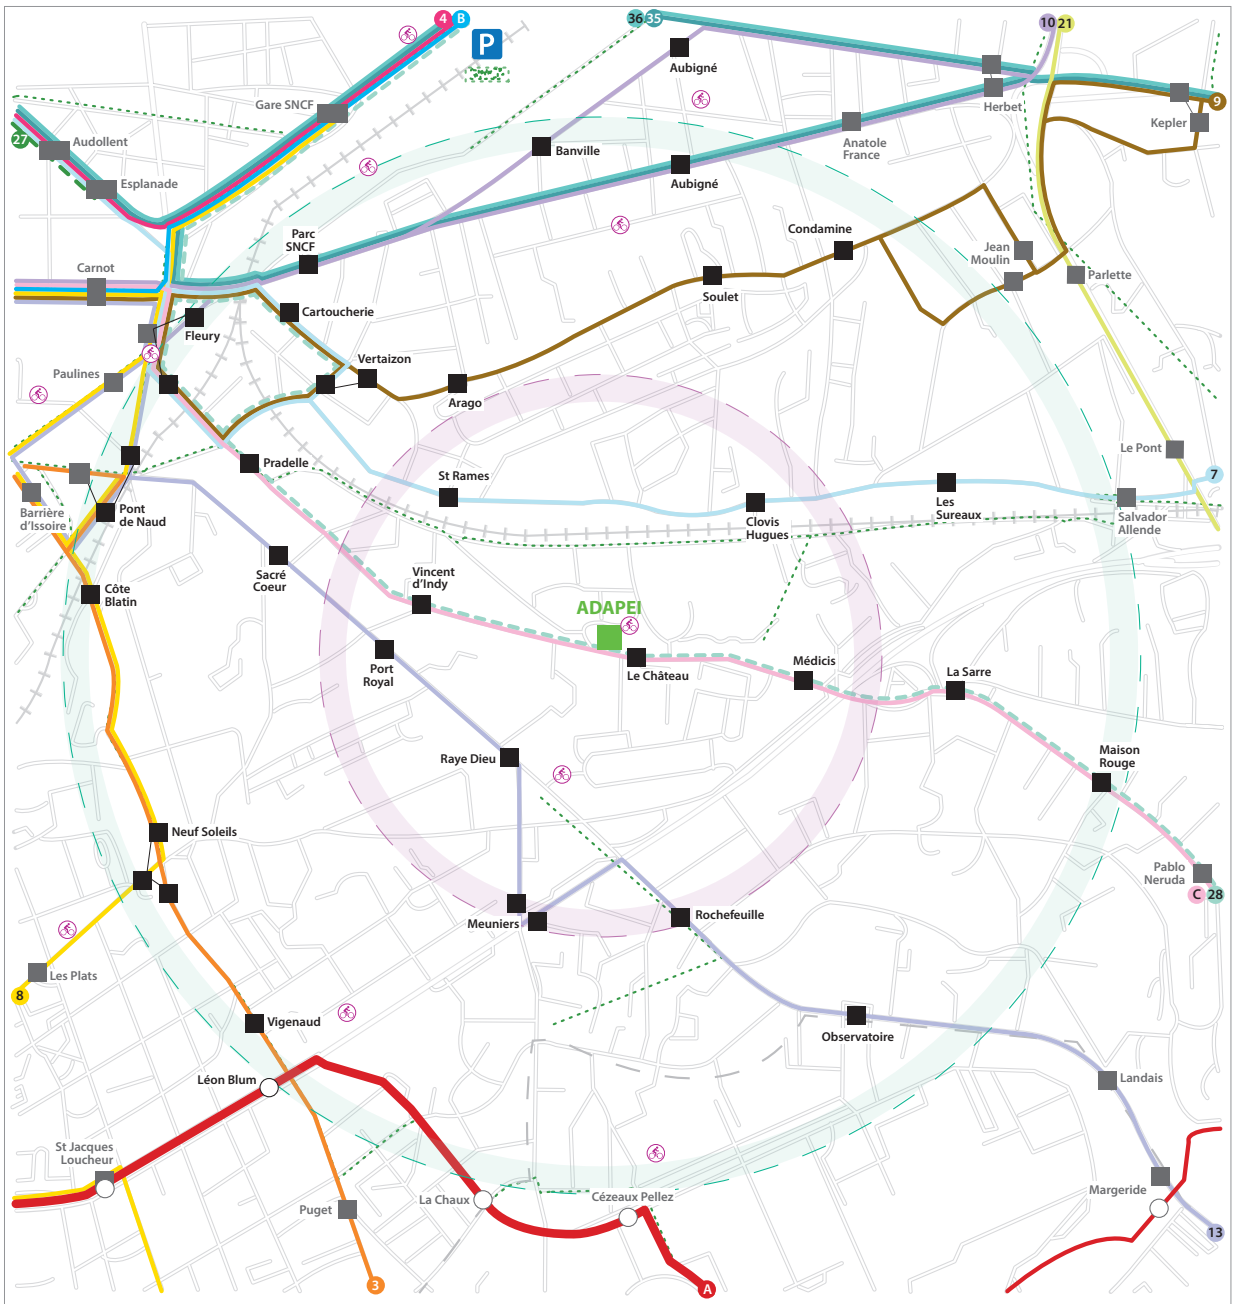 4
B
36
35
10
21
P
Aubigné
Herbet
9
Kepler
Gare SNCF
27
Audollent
Esplanade
Banville
Aubigné
Anatole
France
Parc
SNCF
Condamine
Jean
Moulin
Parlette
Carnot
Soulet
Cartoucherie
Fleury
Vertaizon
Paulines
Arago
Le Pont
Pradelle
St Rames
Les
Sureaux
7
Clovis
Hugues
Salvador
Allende
Barrière
d'Issoire
Pont
de Naud
Sacré
Coeur
Vincent
d'Indy
Côte
Blatin
ADAPEI
Port
Royal
Le Château
Médicis
La Sarre
Raye Dieu
Maison
Rouge
Neuf Soleils
Pablo
Neruda
C
28
Meuniers
Rochefeuille
Les Plats
8
Vigenaud
Observatoire
Léon Blum
Landais
St Jacques
Loucheur
La Chaux
Cézeaux Pellez
Margeride
Puget
13
3
A